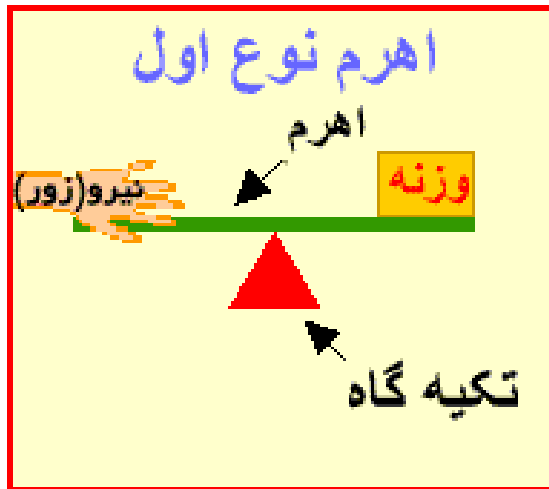 اهرم نوع اول
اهرم
وزنه
نیرو(زور)
تکیه گاه